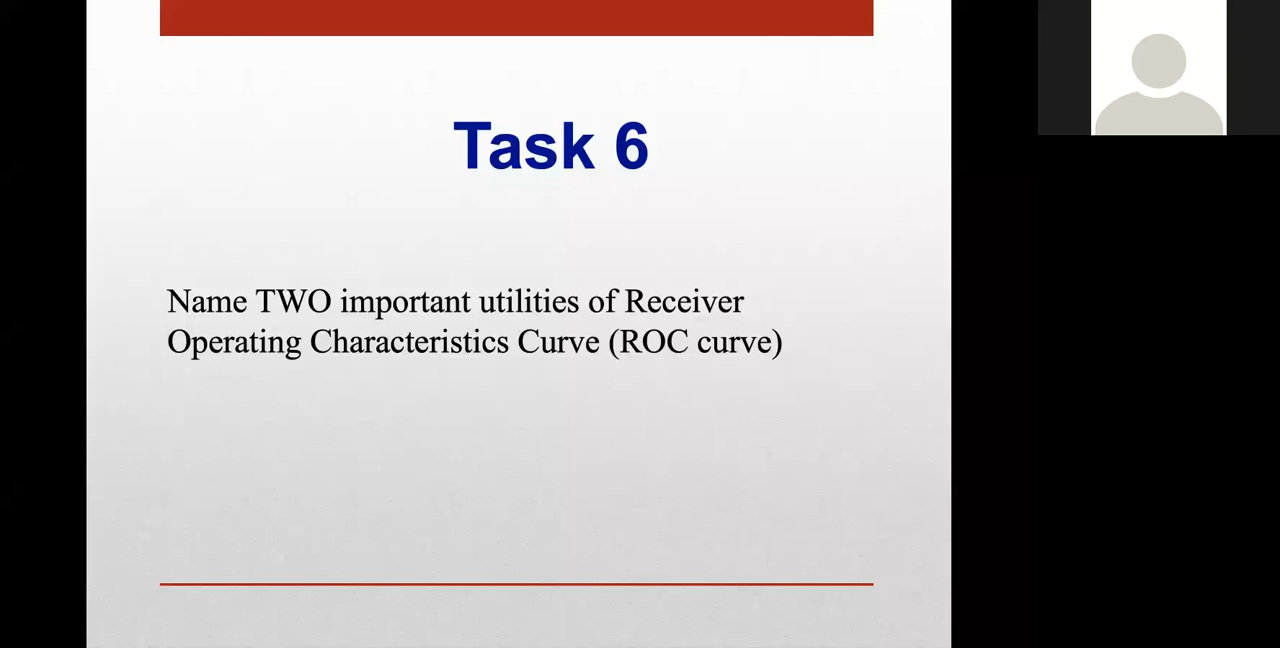 Task 6
Name TWO important utilities of Receiver
Operating Characteristics Curve (ROC curve)